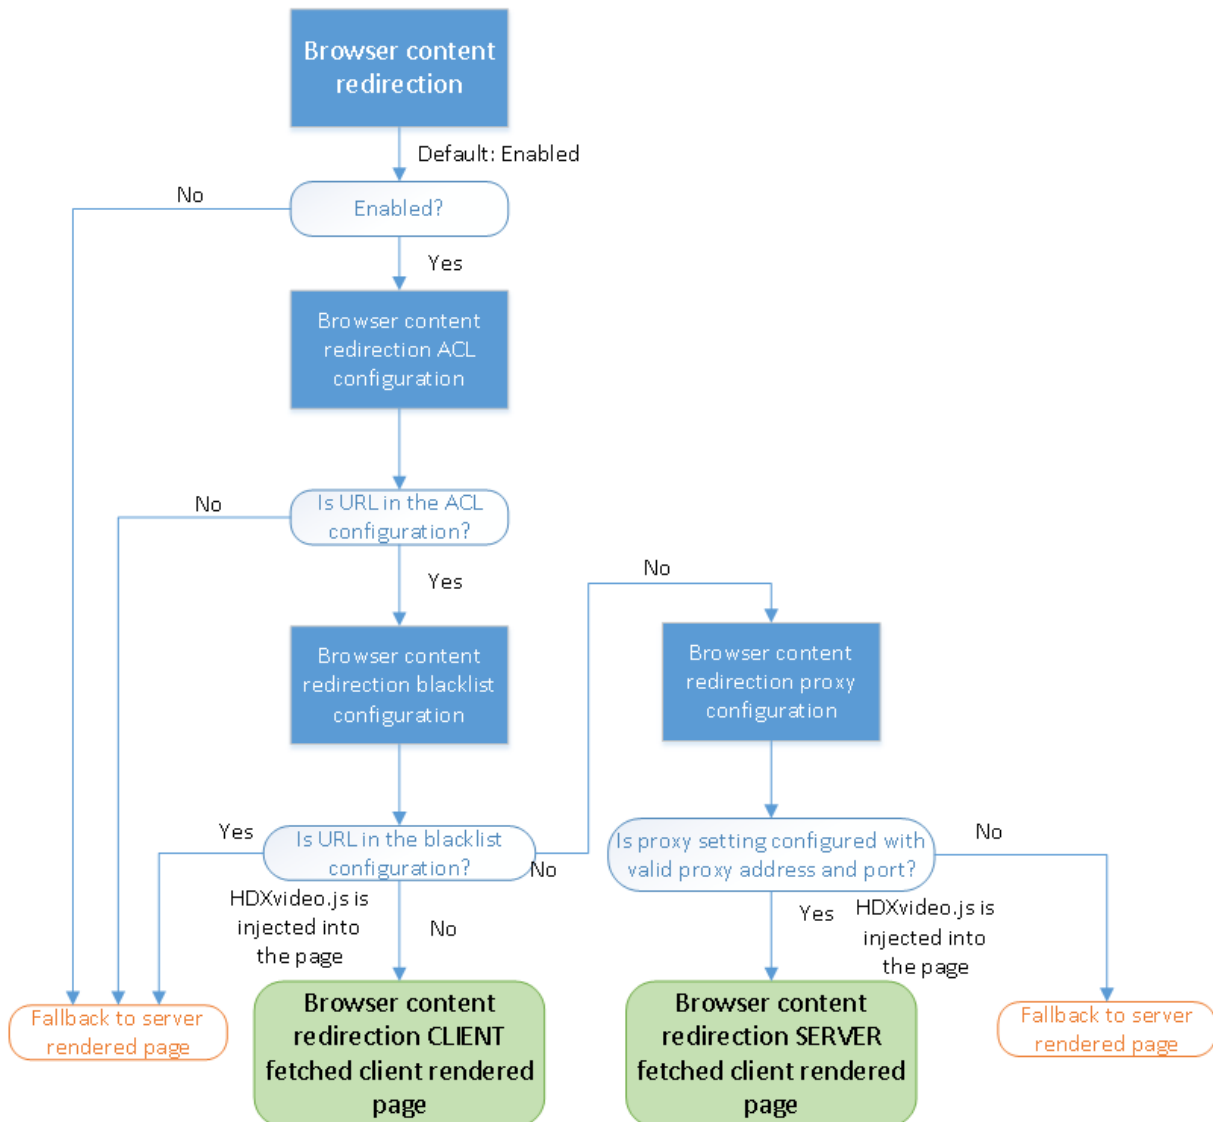 Browser content
redirection
Default: Enabled
No
Enabled?
Yes
Browser content
redirection ACL
configuration
No
Is URL in the ACL
configuration?
Yes
No
Browser content
redirection blacklist
configuration
Browser content
redirection proxy
configuration
Yes
Is URL in the blacklist
configuration?
No
Is proxy setting configured with
valid proxy address and port?
No
HDXvideo.js is
injected into
the page
No
Yes
HDXvideo.js is
injected into
the page
Fallback to server
rendered page
Browser content
redirection CLIENT
fetched client rendered
page
Browser content
redirection SERVER
fetched client rendered
page
Fallback to server
rendered page